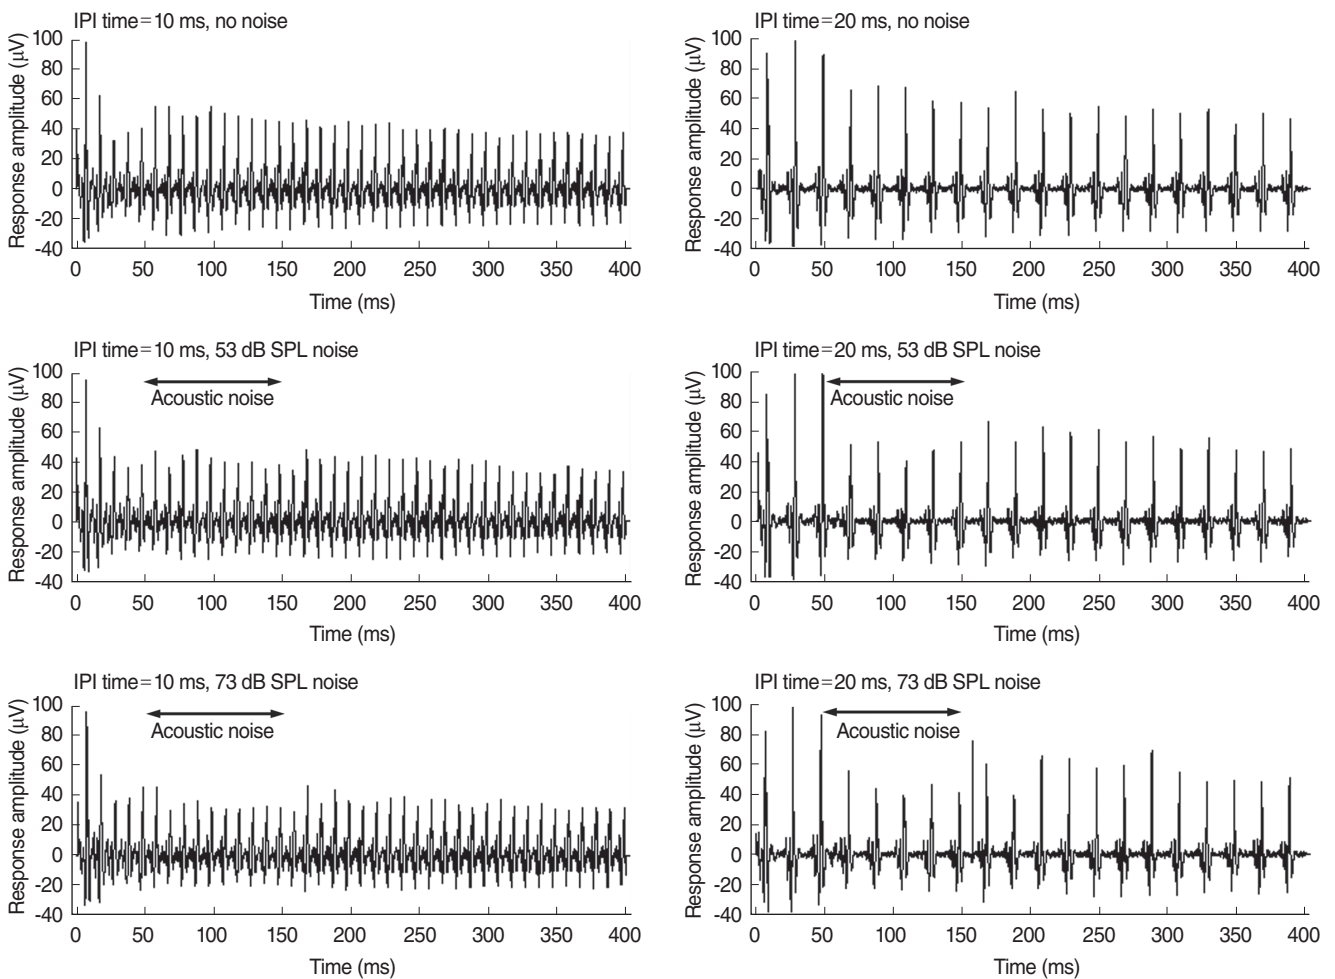 IPI time=10 ms, no noise
Response amplitude (μV)
100
80
60
40
20
0
-20
-40
0 50 100 150 200 250 300 350 400
Time (ms)
IPI time=20 ms, no noise
Response amplitude (μV)
100
80
60
40
20
0
-20
-40
0 50 100 150 200 250 300 350 400
Time (ms)
IPI time=10 ms, 53 dB SPL noise
Response amplitude (μV)
100
80
60
40
20
0
-20
-40
Acoustic noise
0 50 100 150 200 250 300 350 400
Time (ms)
IPI time=20 ms, 53 dB SPL noise
Response amplitude (μV)
100
80
60
40
20
0
-20
-40
Acoustic noise
0 50 100 150 200 250 300 350 400
Time (ms)
IPI time=10 ms, 73 dB SPL noise
Response amplitude (μV)
100
80
60
40
20
0
-20
-40
Acoustic noise
0 50 100 150 200 250 300 350 400
Time (ms)
IPI time=20 ms, 73 dB SPL noise
Response amplitude (μV)
100
80
60
40
20
0
-20
-40
Acoustic noise
0 50 100 150 200 250 300 350 400
Time (ms)